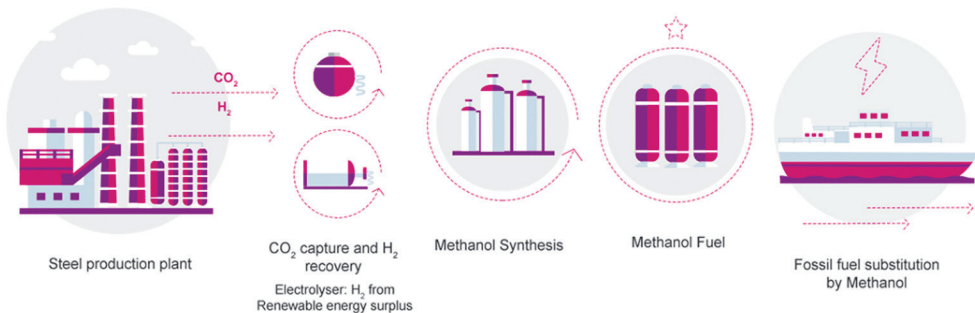 CO₂
H₂
Steel production plant
CO₂ capture and H₂
recovery
Electrolyser: H₂ from
Renewable energy surplus
Methanol Synthesis
Methanol Fuel
Fossil fuel substitution
by Methanol